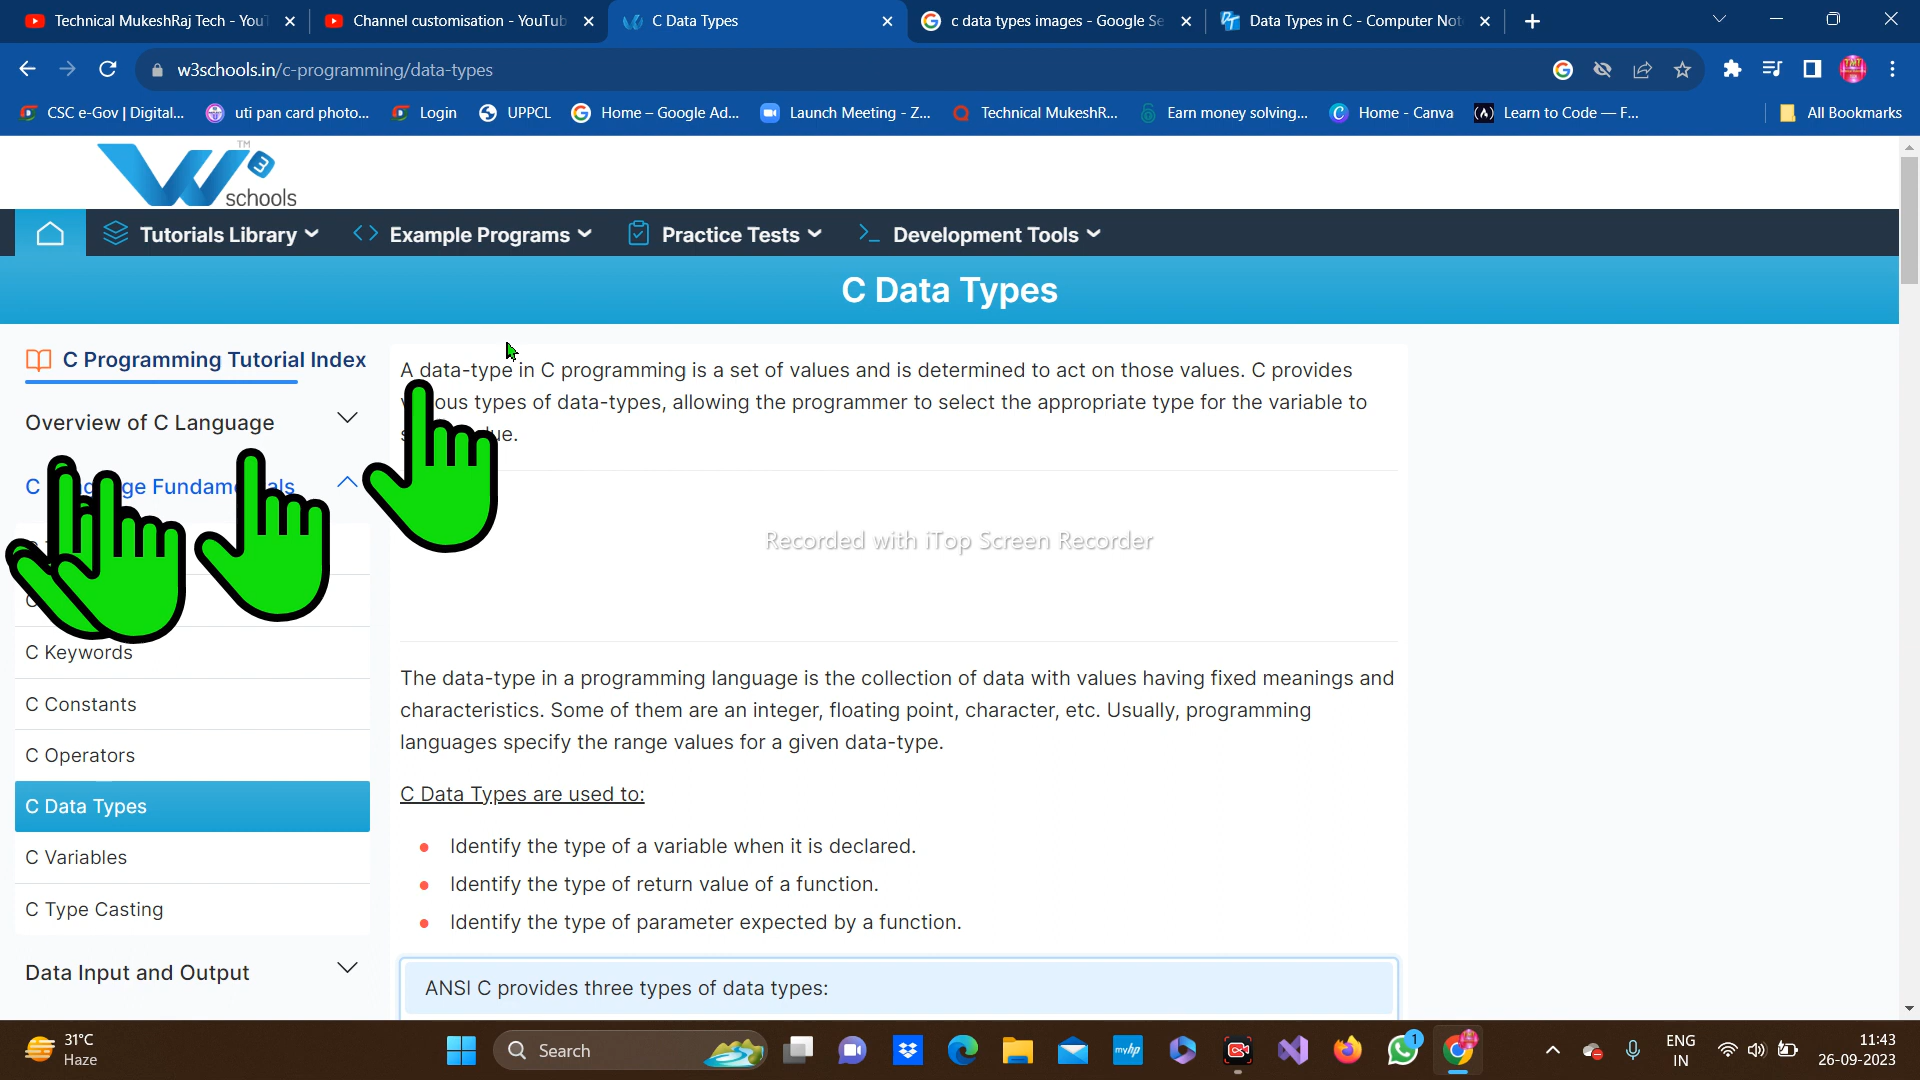 Technical MukeshRaj Tech - You
Channel customisation - YouTub
C Data Types
c data types images - Google Se
Data Types in C - Computer Not
w3schools.in/c-programming/data-types
CSC e-Gov | Digital...
uti pan card photo...
Login
UPPCL
Home – Google Ad...
Launch Meeting - Z...
Technical MukeshR...
Earn money solving...
Home - Canva
Learn to Code — F...
All Bookmarks
W3 TM
schools
Tutorials Library
Example Programs
Practice Tests
Development Tools
C Data Types
C Programming Tutorial Index
Overview of C Language
C ge Fundam als
C Keywords
C Constants
C Operators
C Data Types
C Variables
C Type Casting
Data Input and Output
A data-type in C programming is a set of values and is determined to act on those values. C provides
ous types of data-types, allowing the programmer to select the appropriate type for the variable to
ue.
Recorded with iTop Screen Recorder
The data-type in a programming language is the collection of data with values having fixed meanings and
characteristics. Some of them are an integer, floating point, character, etc. Usually, programming
languages specify the range values for a given data-type.
C Data Types are used to:
Identify the type of a variable when it is declared.
Identify the type of return value of a function.
Identify the type of parameter expected by a function.
ANSI C provides three types of data types:
31°C
Haze
Search
myhp
1
ENG
IN
11:43
26-09-2023